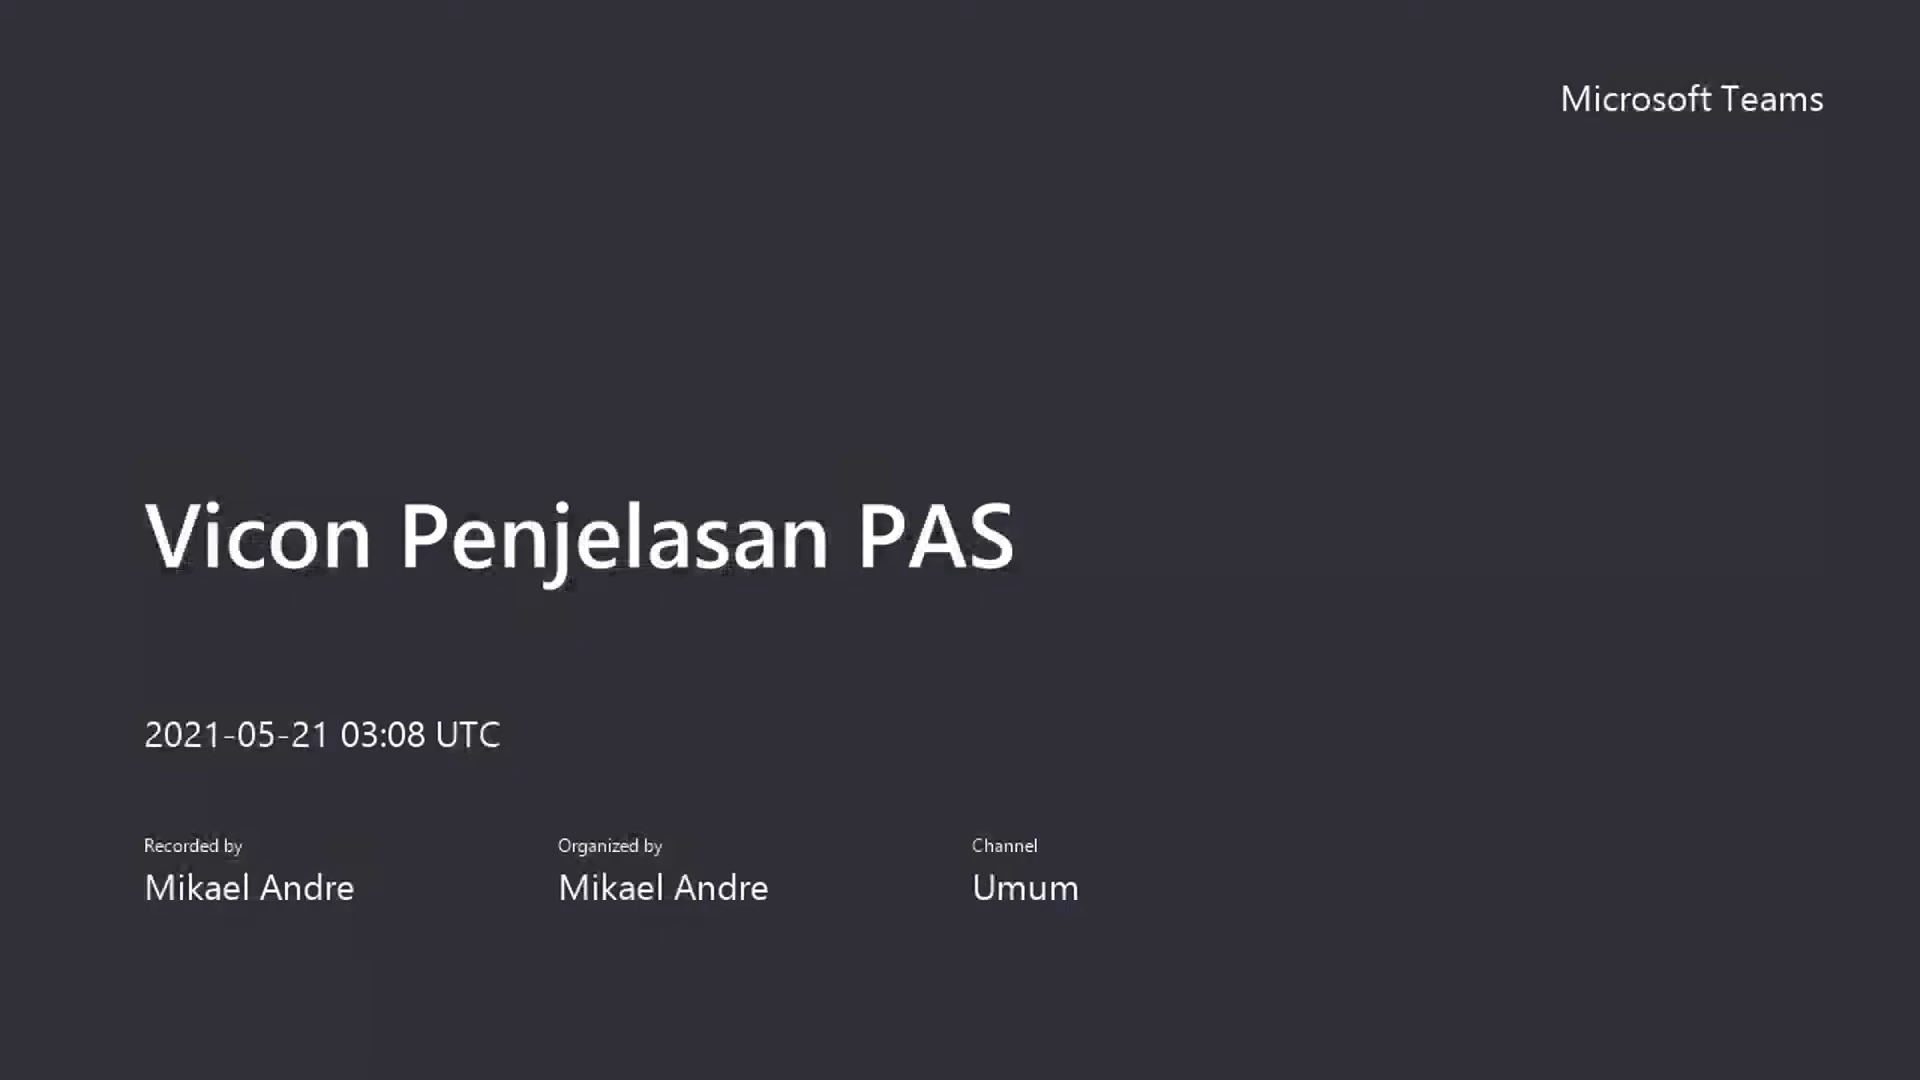 Microsoft Teams
Vicon Penjelasan PAS
2021-05-21 03:08 UTC
Recorded by
Mikael Andre
Organized by
Mikael Andre
Channel
Umum